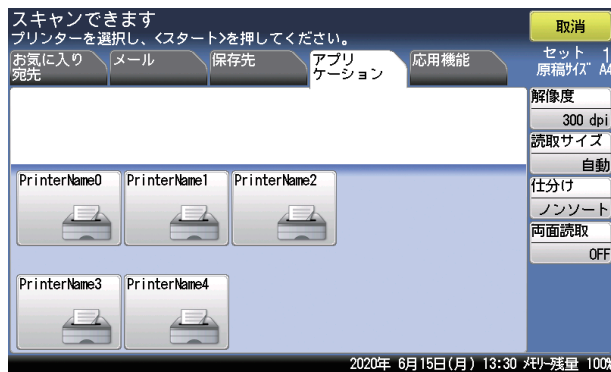 スキャンできます
プリンターを選択し、<スタート>を押してください。
取消
お気に入り
宛先
メール
保存先
アプリ
ケーション
応用機能
セット 1
原稿ｻｲｽﾞ A4
解像度
300 dpi
読取サイズ
自動
仕分け
ノンソート
両面読取
OFF
PrinterName0
PrinterName1
PrinterName2
PrinterName3
PrinterName4
2020年 6月15日(月) 13:30 ﾒﾓﾘｰ残量 100%